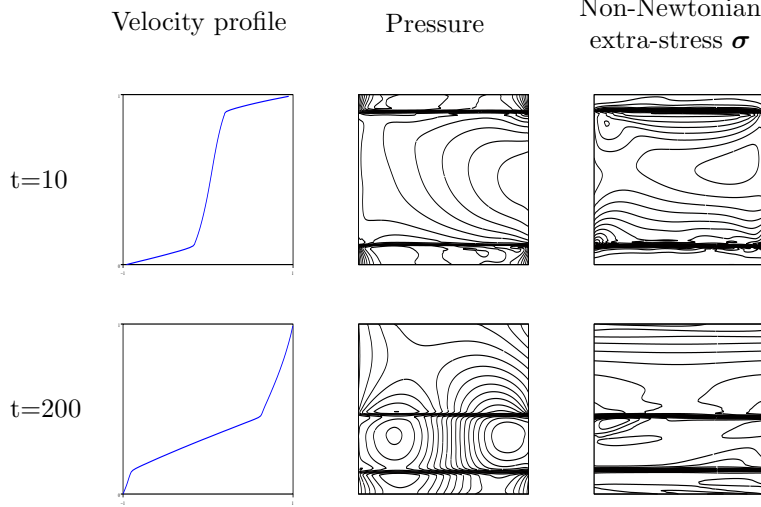 Velocity profile
Pressure
Non-Newtonian
extra-stress σ
t=10
t=200